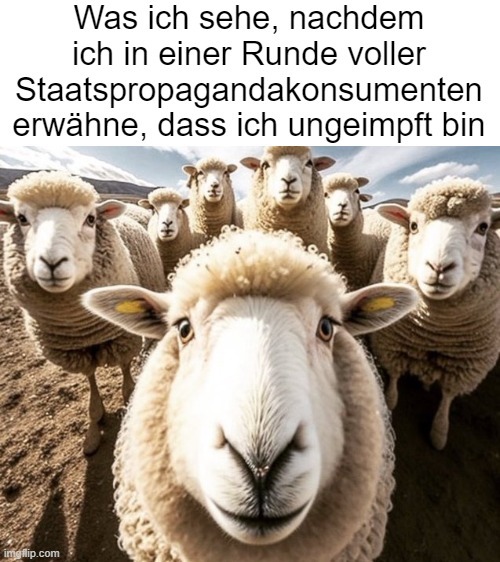 Was ich sehe, nachdem
ich in einer Runde voller
Staatspropagandakonsumenten
erwähne, dass ich ungeimpft bin
imgflip.com